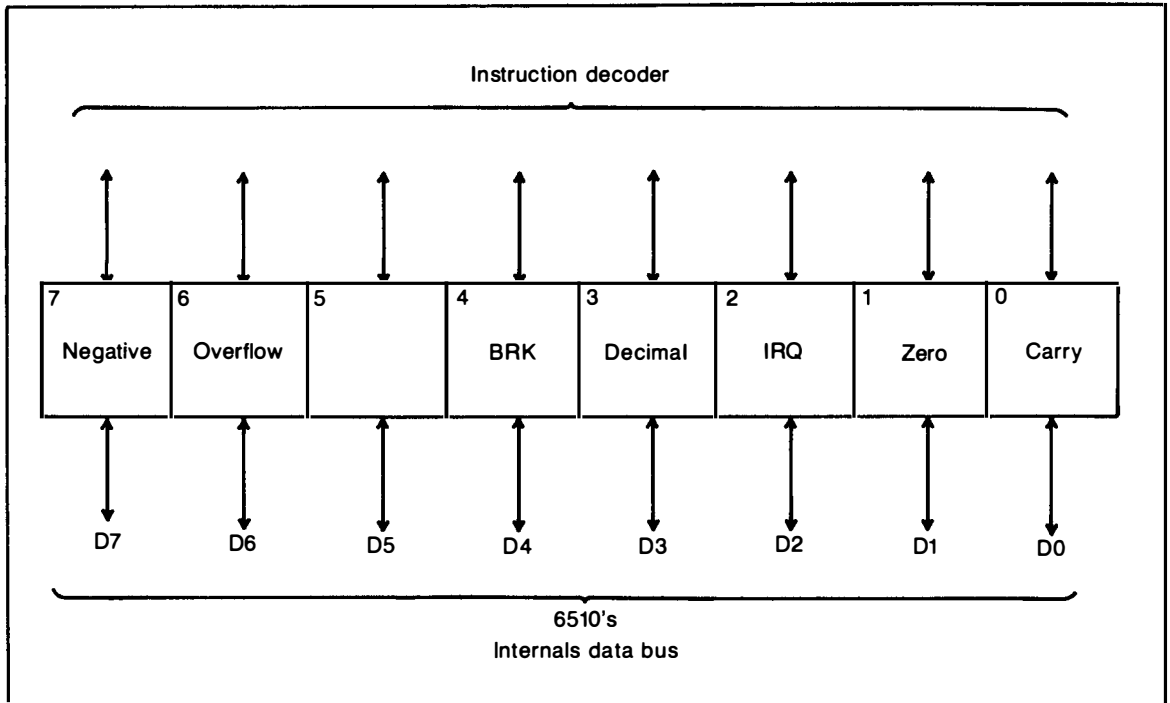 Instruction decoder
7 6 5 4 3 2 1 0
Negative Overflow BRK Decimal IRQ Zero Carry
D7 D6 D5 D4 D3 D2 D1 D0
6510's
Internals data bus